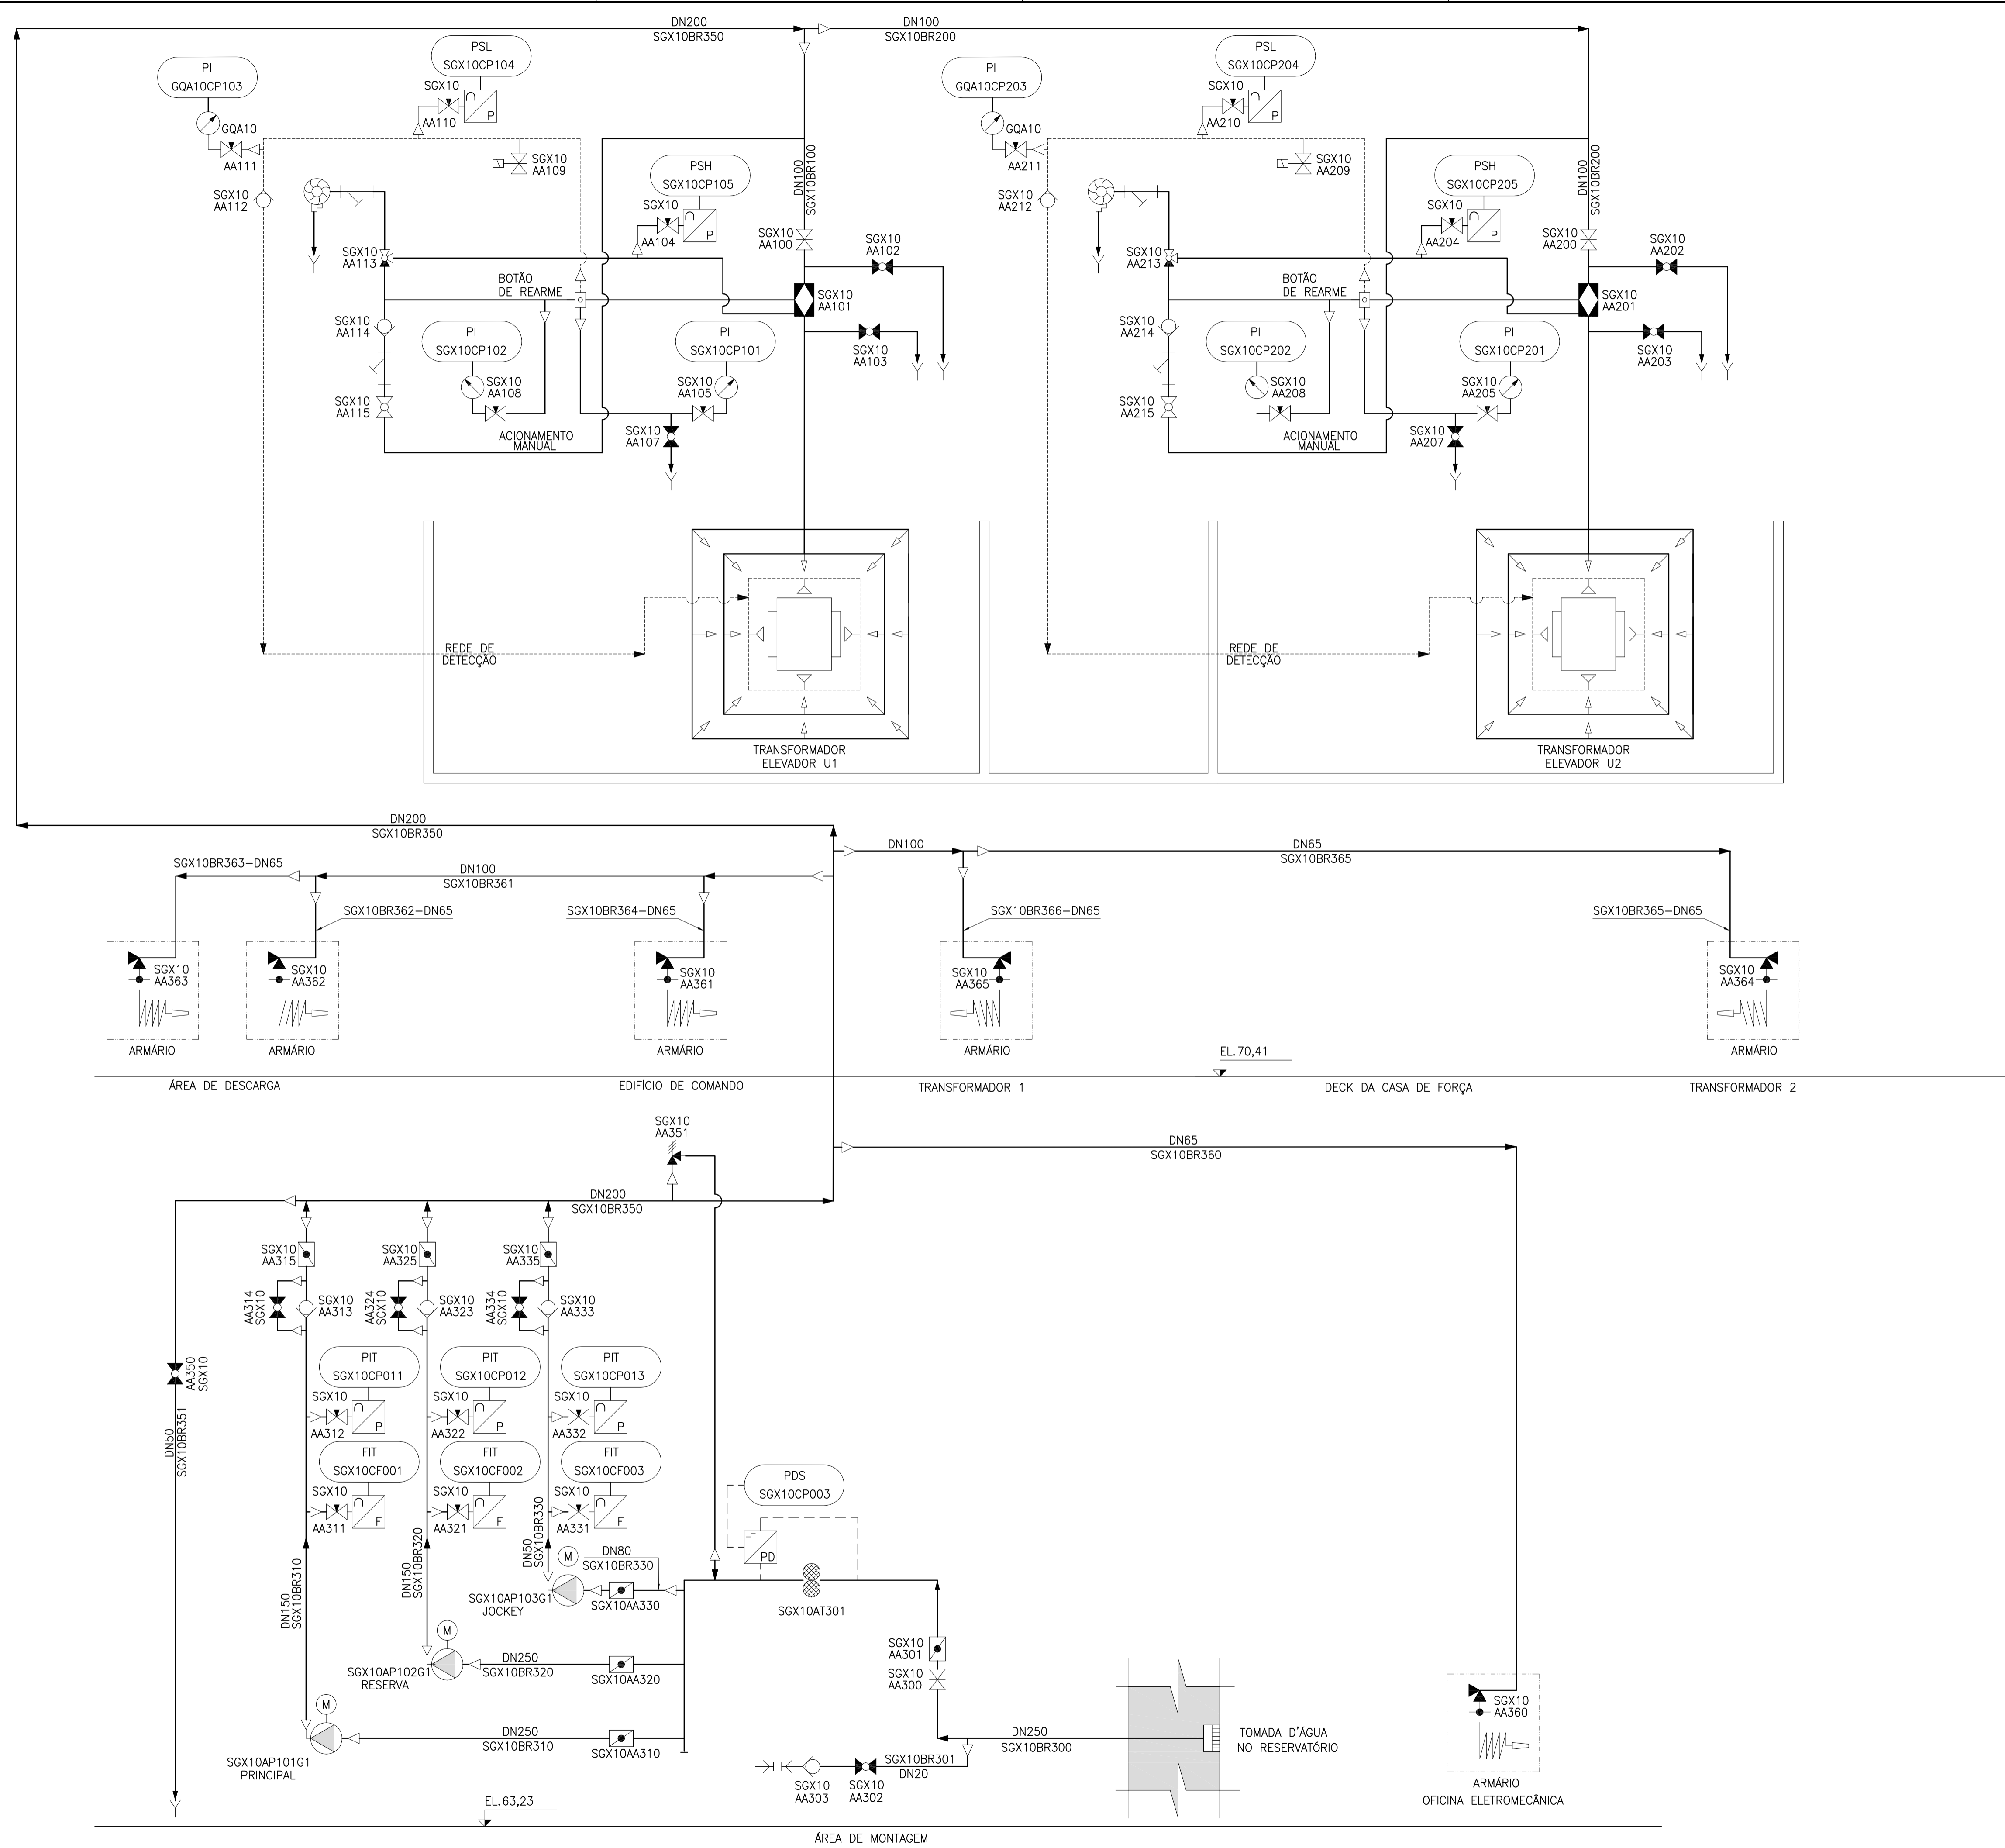 DN200
SGX10BR350
DN100
SGX10BR200
PI
GQA10CP103
PSL
SGX10CP104
SGX10
AA110
GQA10
AA111
SGX10
AA109
SGX10
AA112
PSH
SGX10CP105
SGX10
AA104
DN100
SGX10BR100
SGX10
AA100
SGX10
AA102
SGX10
AA113
BOTÃO
DE REARME
SGX10
AA101
SGX10
AA114
PI
SGX10CP102
PI
SGX10CP101
SGX10
AA103
SGX10
AA108
SGX10
AA105
SGX10
AA115
ACIONAMENTO
MANUAL
SGX10
AA107
REDE DE
DETECÇÃO
TRANSFORMADOR
ELEVADOR U1
PI
GQA10CP203
PSL
SGX10CP204
SGX10
AA210
GQA10
AA211
SGX10
AA209
SGX10
AA212
PSH
SGX10CP205
SGX10
AA204
DN100
SGX10BR200
SGX10
AA200
SGX10
AA202
SGX10
AA213
BOTÃO
DE REARME
SGX10
AA201
SGX10
AA214
PI
SGX10CP202
PI
SGX10CP201
SGX10
AA203
SGX10
AA208
SGX10
AA205
SGX10
AA215
ACIONAMENTO
MANUAL
SGX10
AA207
REDE DE
DETECÇÃO
TRANSFORMADOR
ELEVADOR U2
P
P
P
P
DN200
SGX10BR350
DN100
DN65
SGX10BR365
SGX10BR363-DN65
DN100
SGX10BR361
SGX10BR362-DN65
SGX10BR364-DN65
SGX10BR366-DN65
SGX10BR365-DN65
SGX10
AA363
SGX10
AA362
SGX10
AA361
SGX10
AA365
SGX10
AA364
ARMÁRIO
ARMÁRIO
ARMÁRIO
ARMÁRIO
ARMÁRIO
EL.70,41
ÁREA DE DESCARGA
EDIFÍCIO DE COMANDO
TRANSFORMADOR 1
DECK DA CASA DE FORÇA
TRANSFORMADOR 2
SGX10
AA351
DN65
SGX10BR360
DN200
SGX10BR350
SGX10
AA315
SGX10
AA325
SGX10
AA335
AA314
SGX10
SGX10
AA313
AA324
SGX10
SGX10
AA323
AA334
SGX10
SGX10
AA333
AA350
SGX10
DN50
SGX10BR351
PIT
SGX10CP011
PIT
SGX10CP012
PIT
SGX10CP013
SGX10
AA312
P
SGX10
AA322
P
SGX10
AA332
P
FIT
SGX10CF001
FIT
SGX10CF002
FIT
SGX10CF003
SGX10
AA311
F
SGX10
AA321
F
SGX10
AA331
F
PDS
SGX10CP003
PD
DN150
SGX10BR310
DN150
SGX10BR320
DN50
SGX10BR330
M
DN80
SGX10BR330
SGX10AP103G1
JOCKEY
SGX10AA330
SGX10AT301
M
SGX10AP102G1
RESERVA
DN250
SGX10BR320
SGX10AA320
SGX10
AA301
SGX10
AA300
M
SGX10AP101G1
PRINCIPAL
DN250
SGX10BR310
SGX10AA310
DN250
SGX10BR300
TOMADA D'ÁGUA
NO RESERVATÓRIO
SGX10BR301
DN20
SGX10
AA303
SGX10
AA302
SGX10
AA360
ARMÁRIO
OFICINA ELETROMECÂNICA
EL.63,23
ÁREA DE MONTAGEM